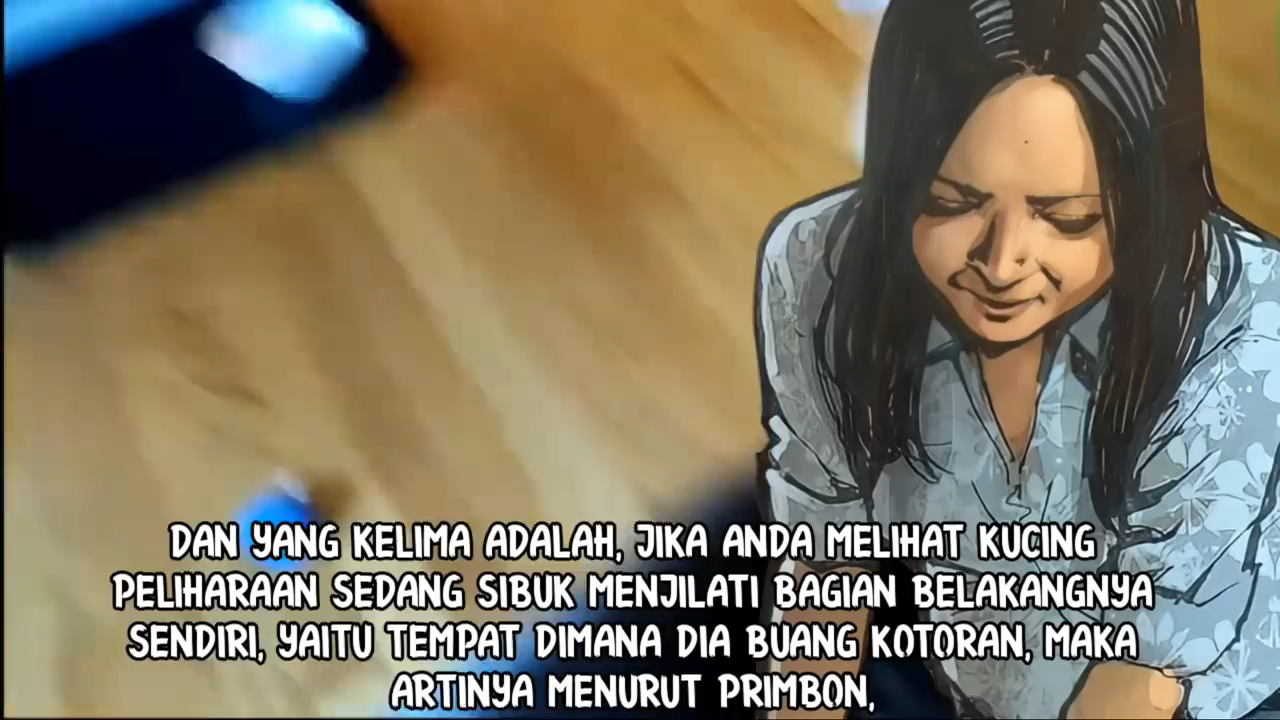 DAN YANG KELIMA ADALAH, JIKA ANDA MELIHAT KUCING
PELIHARAAN SEDANG SIBUK MENJILATI BAGIAN BELAKANGNYA
SENDIRI, YAITU TEMPAT DIMANA DIA BUANG KOTORAN, MAKA
ARTINYA MENURUT PRIMBON,